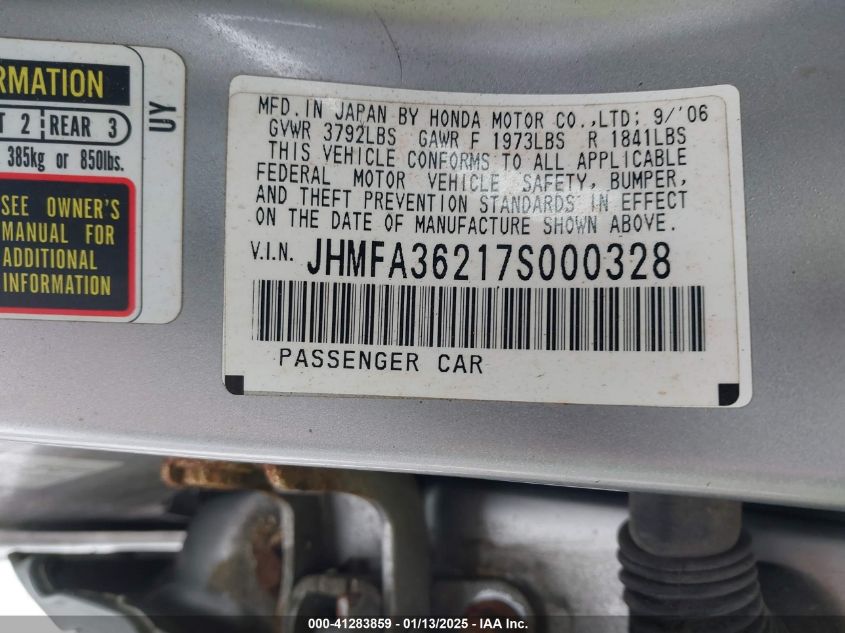 RMATION
T 2 REAR 3
385kg or 850lbs.
SEE OWNER'S
MANUAL FOR
ADDITIONAL
INFORMATION
UY
MFD. IN JAPAN BY HONDA MOTOR CO.,LTD; 9/'06
GVWR 3792LBS GAWR F 1973LBS R 1841LBS
THIS VEHICLE CONFORMS TO ALL APPLICABLE
FEDERAL MOTOR VEHICLE SAFETY, BUMPER,
AND THEFT PREVENTION STANDARDS IN EFFECT
ON THE DATE OF MANUFACTURE SHOWN ABOVE.
V.I.N. JHMFA36217S000328
PASSENGER CAR
000-41283859 - 01/13/2025 - IAA Inc.